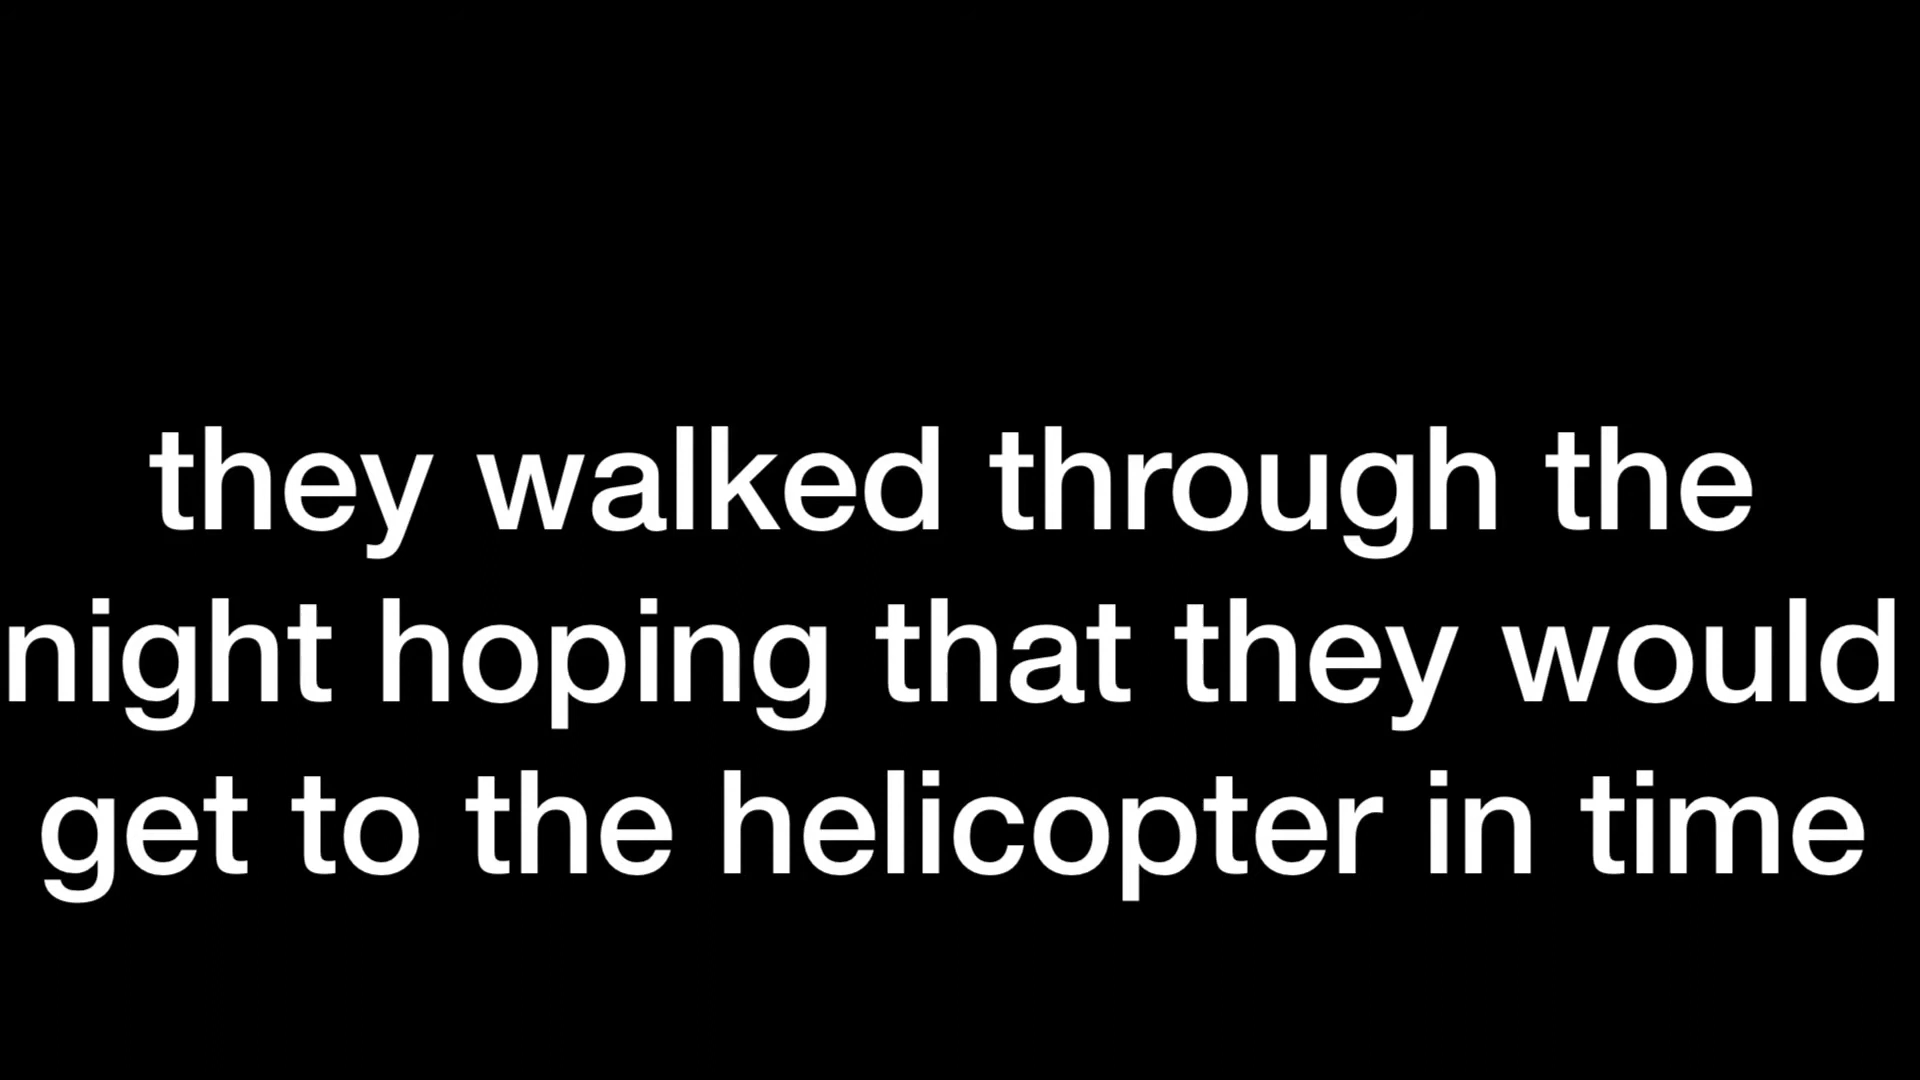 they walked through the
night hoping that they would
get to the helicopter in time